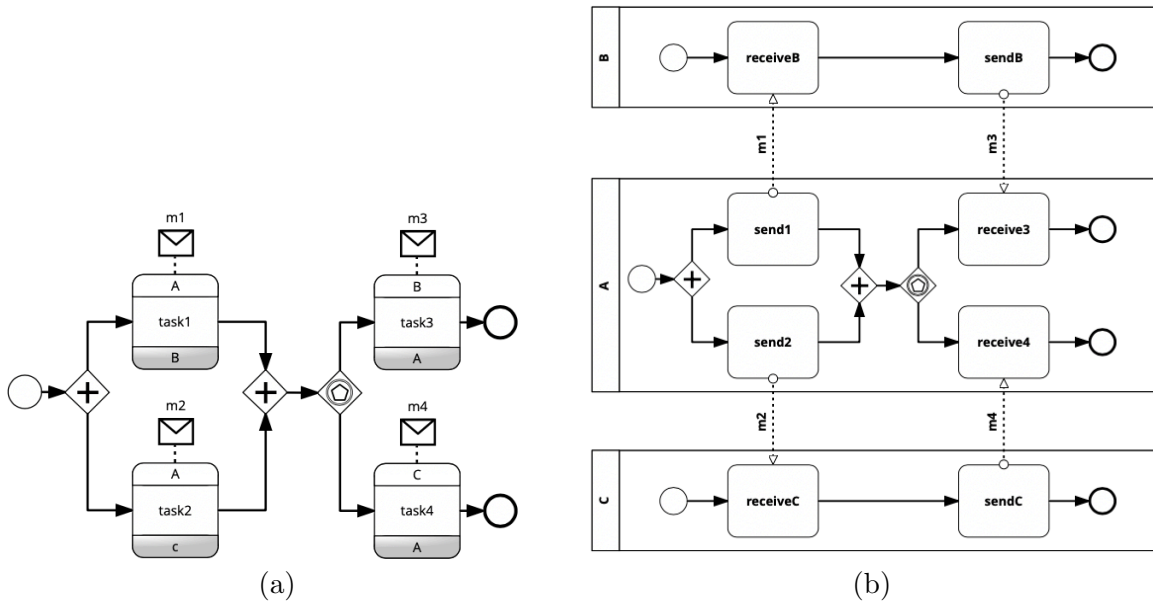 m1
A
task1
B
m2
A
task2
c
m3
B
task3
A
m4
C
task4
A
(a)
B
receiveB
sendB
m1
m3
A
send1
receive3
send2
receive4
m2
m4
C
receiveC
sendC
(b)